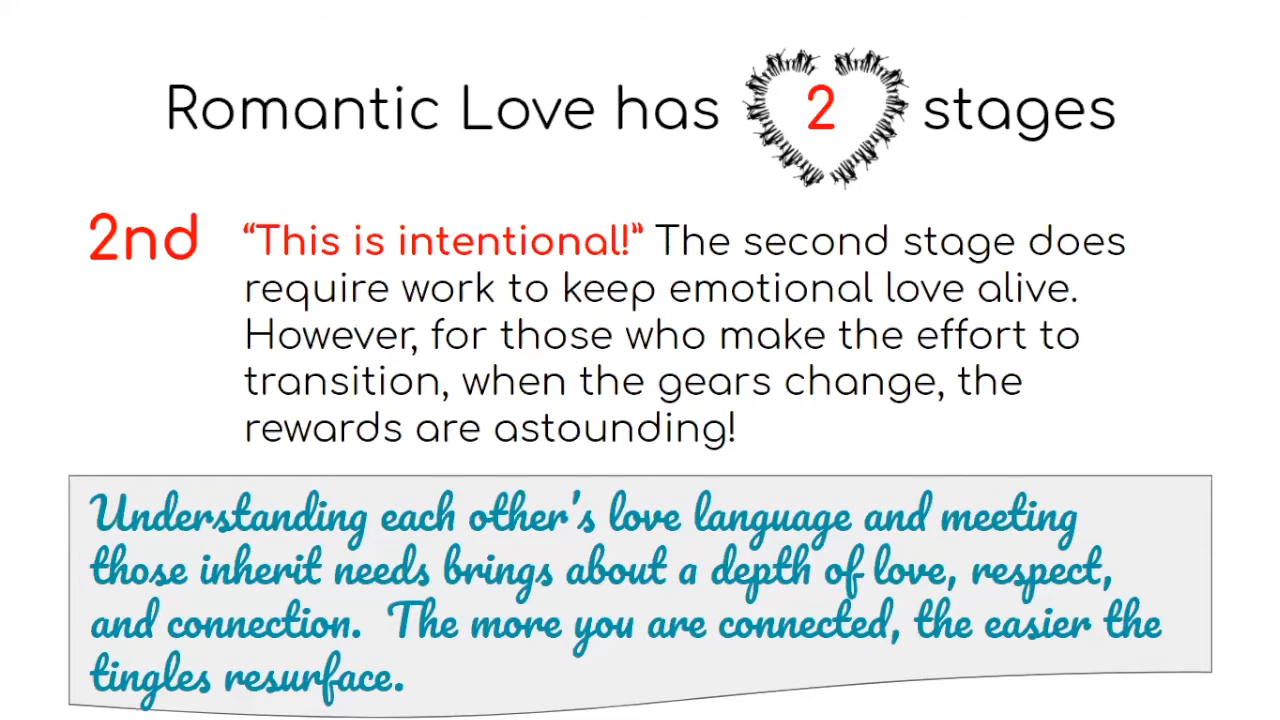 Romantic Love has 2 stages
2nd "This is intentional!" The second stage does
require work to keep emotional love alive.
However, for those who make the effort to
transition, when the gears change, the
rewards are astounding!
Understanding each other's love language and meeting
those inherit needs brings about a depth of love, respect,
and connection.  The more you are connected, the easier the
tingles resurface.